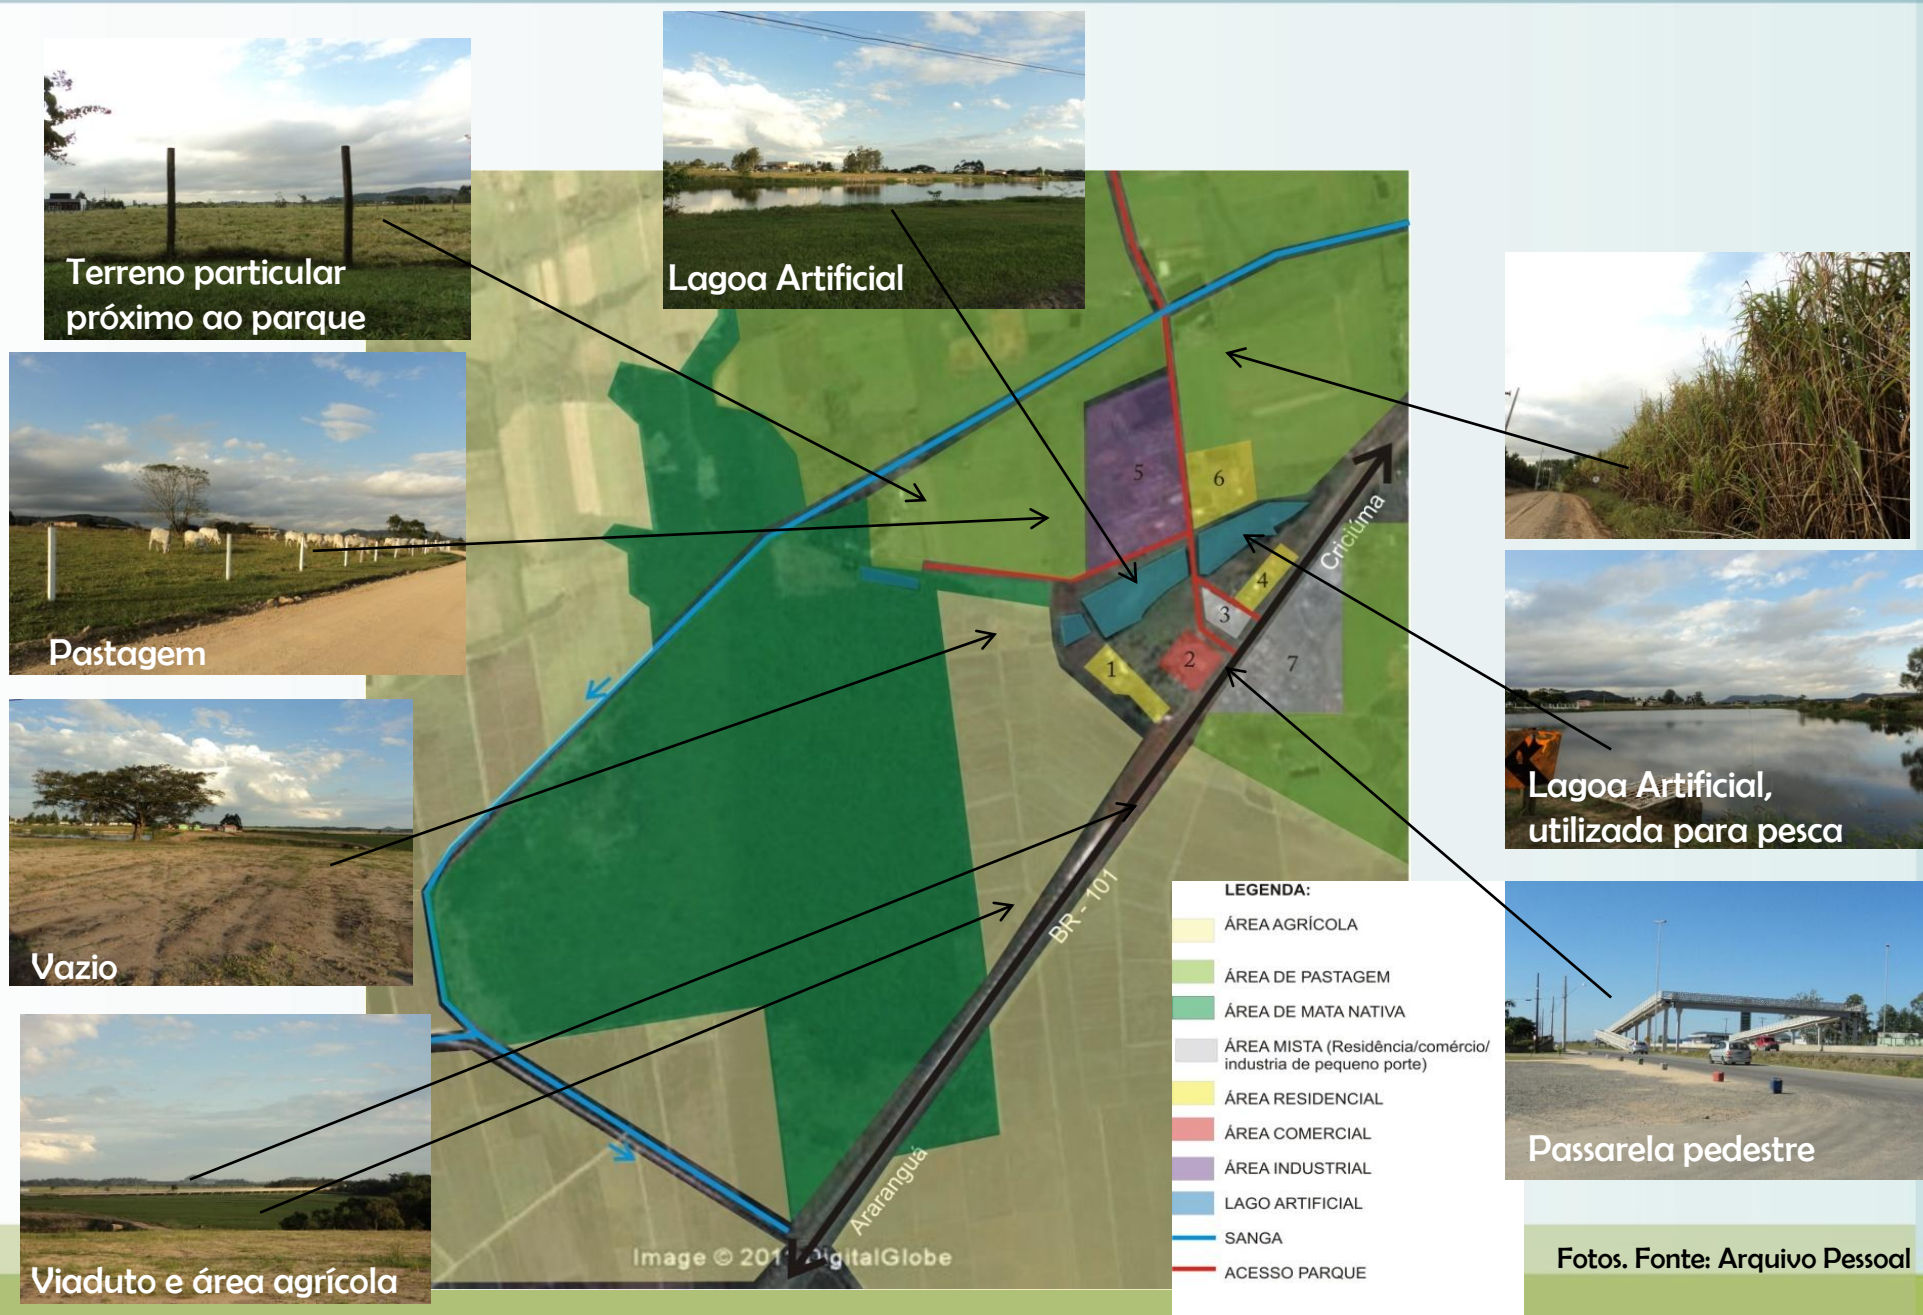 Terreno particular
próximo ao parque
Lagoa Artificial
Pastagem
Vazio
Viaduto e área agrícola
Lagoa Artificial,
utilizada para pesca
Passarela pedestre
5
6
4
3
2
1
7
Criciúma
BR - 101
Araranguá
LEGENDA:
ÁREA AGRÍCOLA
ÁREA DE PASTAGEM
ÁREA DE MATA NATIVA
ÁREA MISTA (Residência/comércio/
industria de pequeno porte)
ÁREA RESIDENCIAL
ÁREA COMERCIAL
ÁREA INDUSTRIAL
LAGO ARTIFICIAL
SANGA
ACESSO PARQUE
Image ©
Fotos. Fonte: Arquivo Pessoal